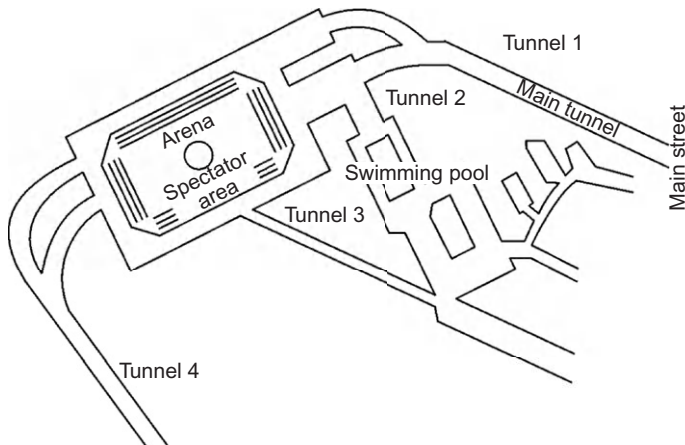 Tunnel 1
Main tunnel
Main street
Tunnel 2
Arena
Spectator
area
Swimming pool
Tunnel 3
Tunnel 4